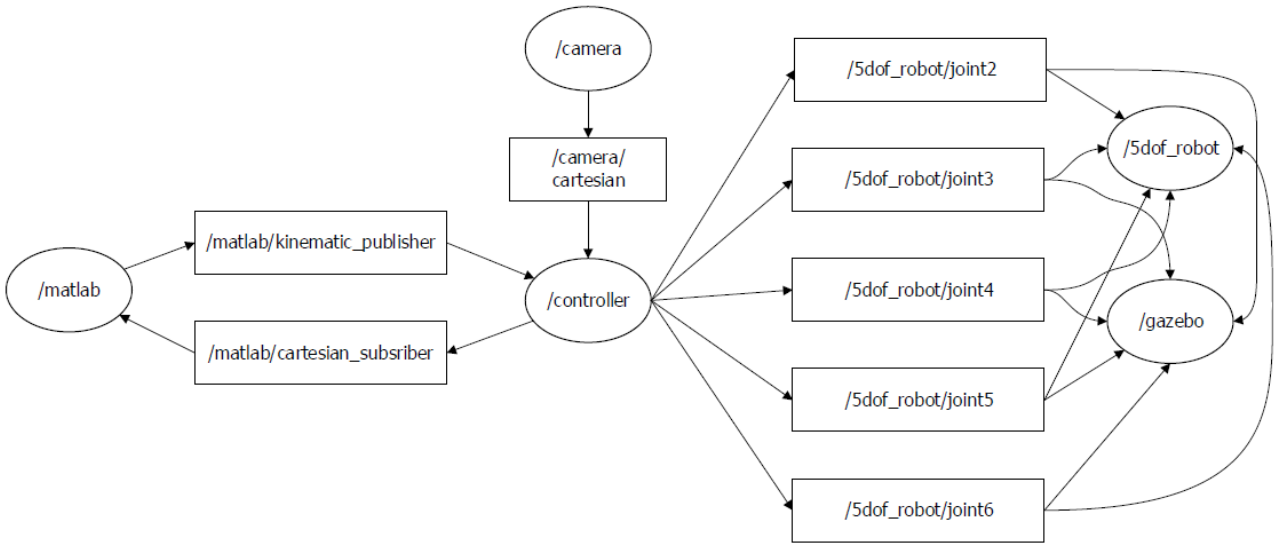 /camera
/camera/
cartesian
/matlab
/matlab/kinematic_publisher
/matlab/cartesian_subsriber
/controller
/5dof_robot/joint2
/5dof_robot/joint3
/5dof_robot/joint4
/5dof_robot/joint5
/5dof_robot/joint6
/5dof_robot
/gazebo